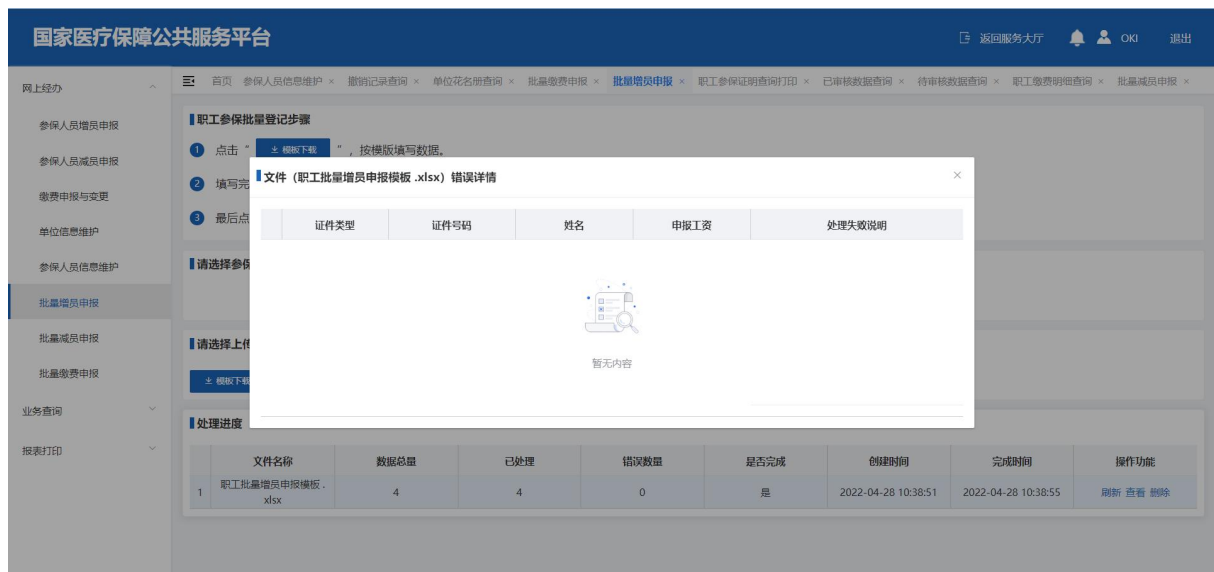 国家医疗保障公共服务平台
返回服务大厅 OKI 退出
网上经办
参保人员增员申报
参保人员减员申报
缴费申报与变更
单位信息维护
参保人员信息维护
批量增员申报
批量减员申报
批量缴费申报
业务查询
报表打印
首页 参保人员信息维护 × 撤销记录查询 × 单位花名册查询 × 批量缴费申报 × 批量增员申报 × 职工参保证明查询打印 × 已审核数据查询 × 待审核数据查询 × 职工缴费明细查询 × 批量减员申报 ×
职工参保批量登记步骤
1 点击“ 模板下载 ”，按模版填写数据。
2 填写完
3 最后点
请选择参保
请选择上传
模板下载
文件（职工批量增员申报模板 .xlsx）错误详情 ×
证件类型 证件号码 姓名 申报工资 处理失败说明
暂无内容
处理进度
文件名称 数据总量 已处理 错误数量 是否完成 创建时间 完成时间 操作功能
1 职工批量增员申报模板 . 4 4 0 是 2022-04-28 10:38:51 2022-04-28 10:38:55 刷新 查看 删除
xlsx